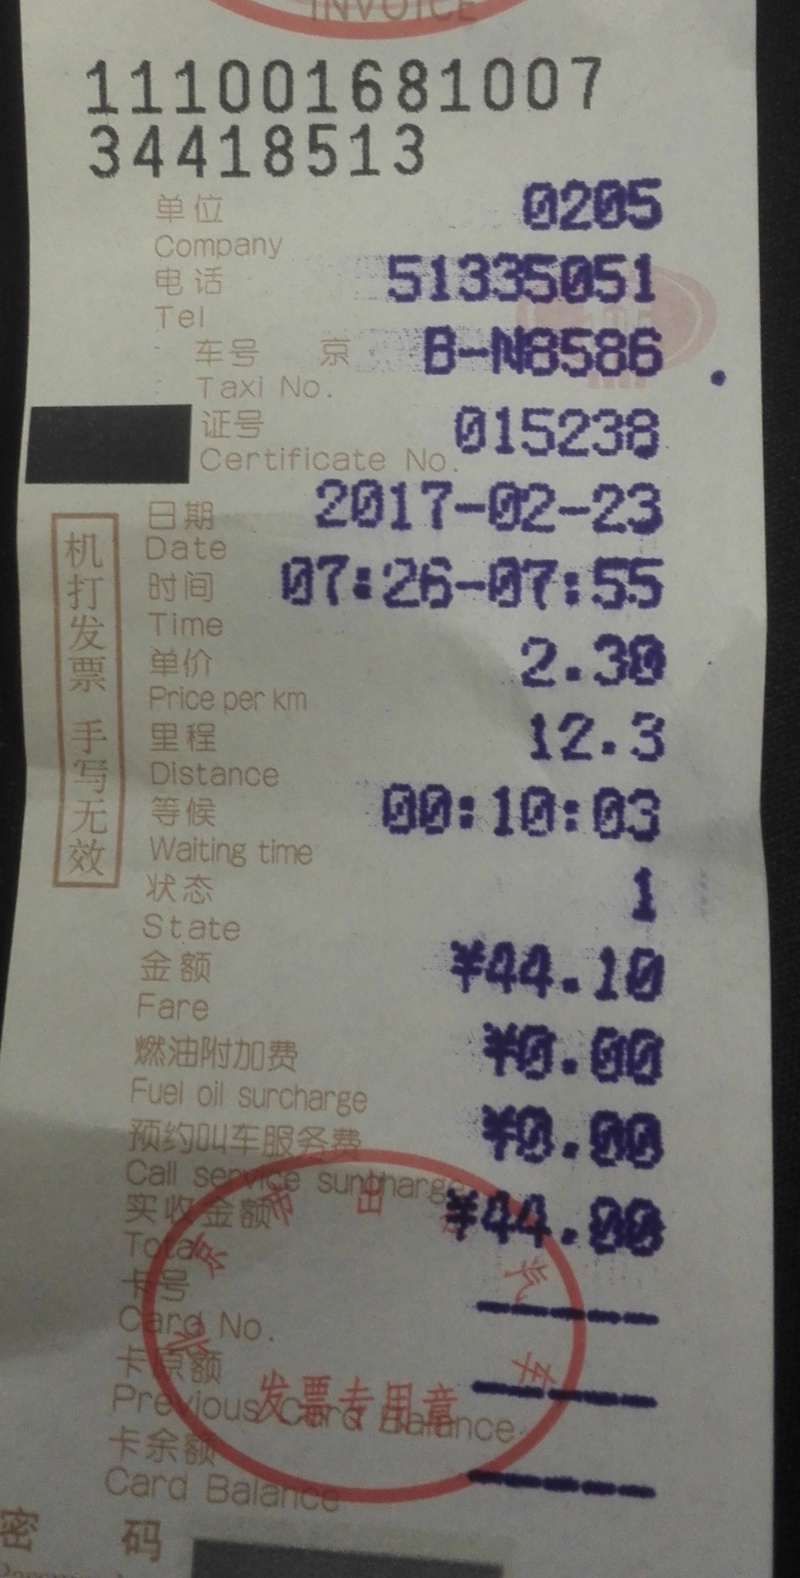 INVOICE
111001681007
34418513
单位 0205
Company
电话 51335051
Tel
车号 京 B-N8586
Taxi No.
证号 015238
Certificate No.
日期 2017-02-23
Date
时间 07:26-07:55
Time
单价 2.30
Price per km
里程 12.3
Distance
等候 00:10:03
Waiting time
状态 1
State
金额 ¥44.10
Fare
燃油附加费 ¥0.00
Fuel oil surcharge
预约叫车服务费 ¥0.00
Call service surcharge
实收金额 ¥44.00
Total
卡号 -----
Card No.
卡原额 -----
Previous Card Balance
卡余额 -----
Card Balance
密 码
机打发票 手写无效
北京市出租汽车
发票专用章